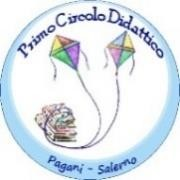 Primo Circolo Didattico
Pagani - Salerno